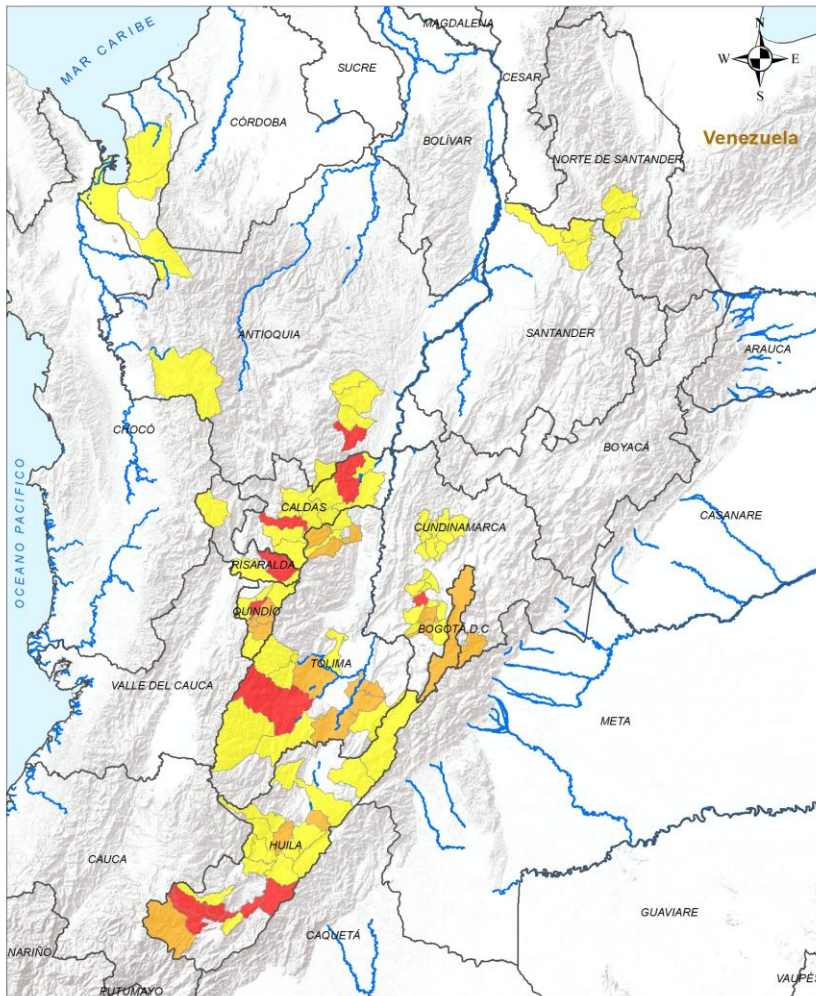 MAGDALENA
N
W
E
S
MAR CARIBE
SUCRE
CESAR
CÓRDOBA
BOLÍVAR
Venezuela
NORTE DE SANTANDER
ANTIOQUIA
SANTANDER
ARAUCA
CHOCÓ
BOYACÁ
OCEANO PACIFICO
CALDAS
CUNDINAMARCA
CASANARE
RISARALDA
QUINDÍO
BOGOTÁ, D.C
TOLIMA
VALLE DEL CAUCA
META
HUILA
CAUCA
GUAVIARE
CAQUETÁ
NARIÑO
PUTUMAYO
VAUPÉS